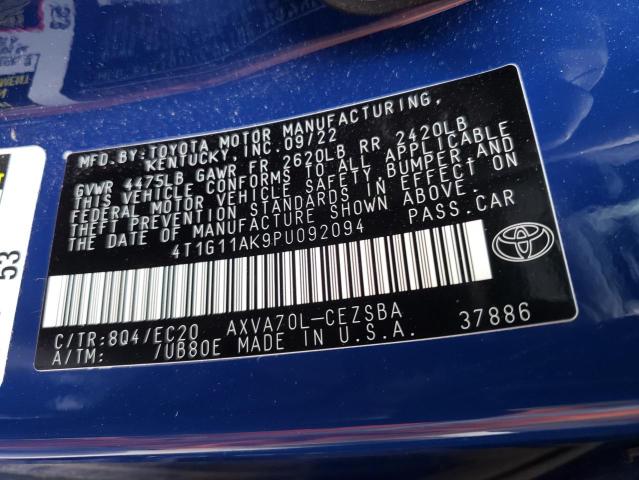 MFD.BY:TOYOTA MOTOR MANUFACTURING,
KENTUCKY, INC. 09/22
GVWR 4475LB GAWR FR 2620LB RR 2420LB
THIS VEHICLE CONFORMS TO ALL APPLICABLE
FEDERAL MOTOR VEHICLE SAFETY, BUMPER, AND
THEFT PREVENTION STANDARDS IN EFFECT ON
THE DATE OF MANUFACTURE SHOWN ABOVE.
4T1G11AK9PU092094 PASS.CAR
C/TR:8Q4/EC20 AXVA70L-CEZSBA
A/TM: /UB80E MADE IN U.S.A. 37886
53